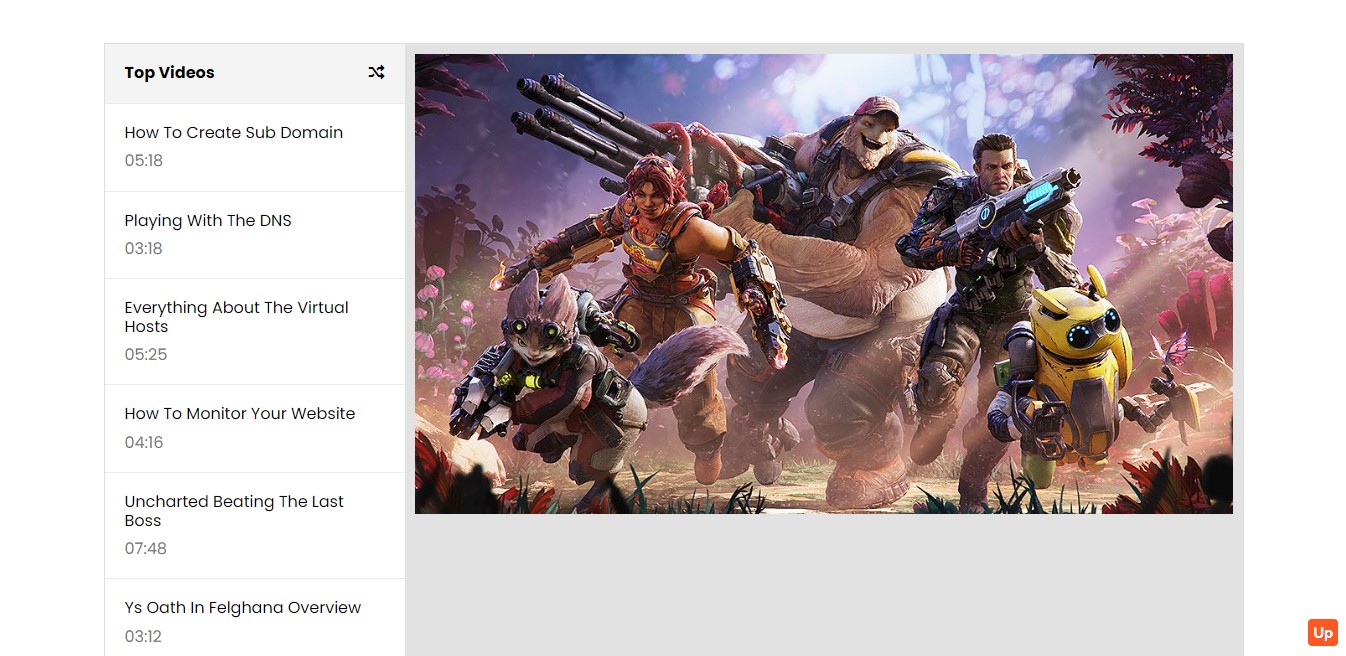 Top Videos
How To Create Sub Domain
05:18
Playing With The DNS
03:18
Everything About The Virtual
Hosts
05:25
How To Monitor Your Website
04:16
Uncharted Beating The Last
Boss
07:48
Ys Oath In Felghana Overview
03:12
Up